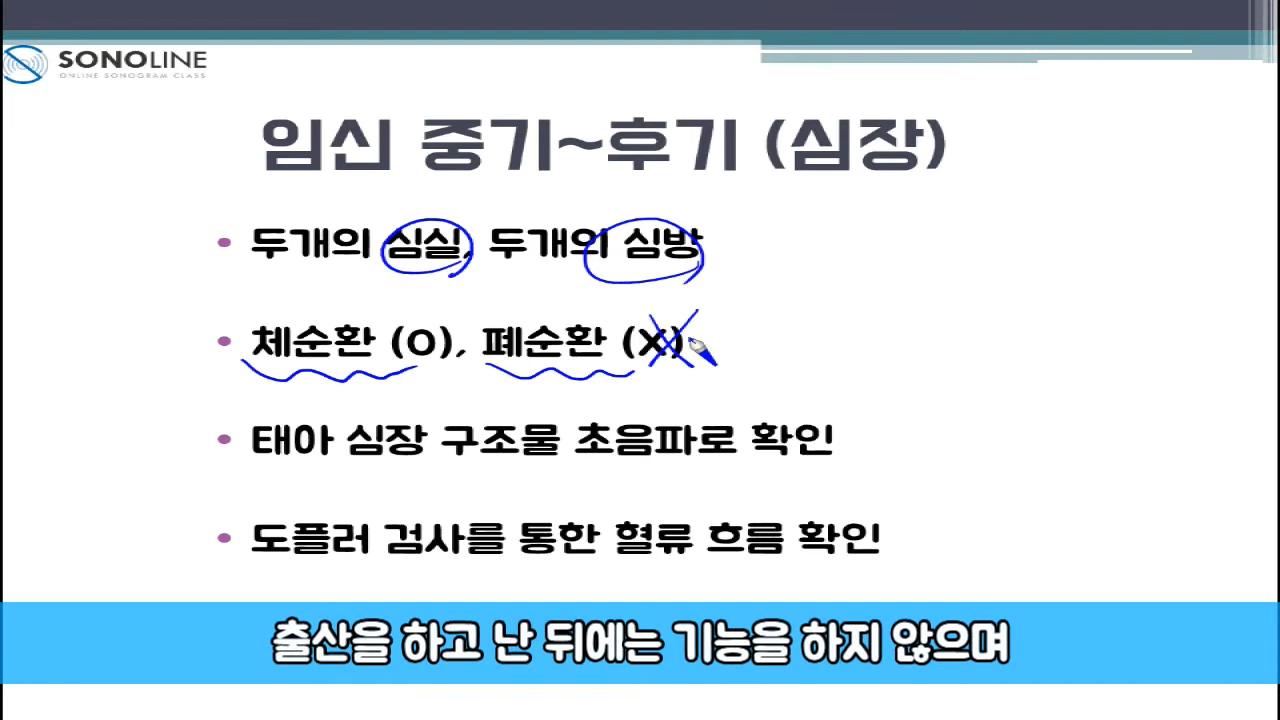 SONOLINE
ONLINE SONOGRAM CLASS
임신 중기~후기 (심장)
• 두개의 심실, 두개의 심방
• 체순환 (O), 폐순환 (X)
• 태아 심장 구조물 초음파로 확인
• 도플러 검사를 통한 혈류 흐름 확인
출산을 하고 난 뒤에는 기능을 하지 않으며